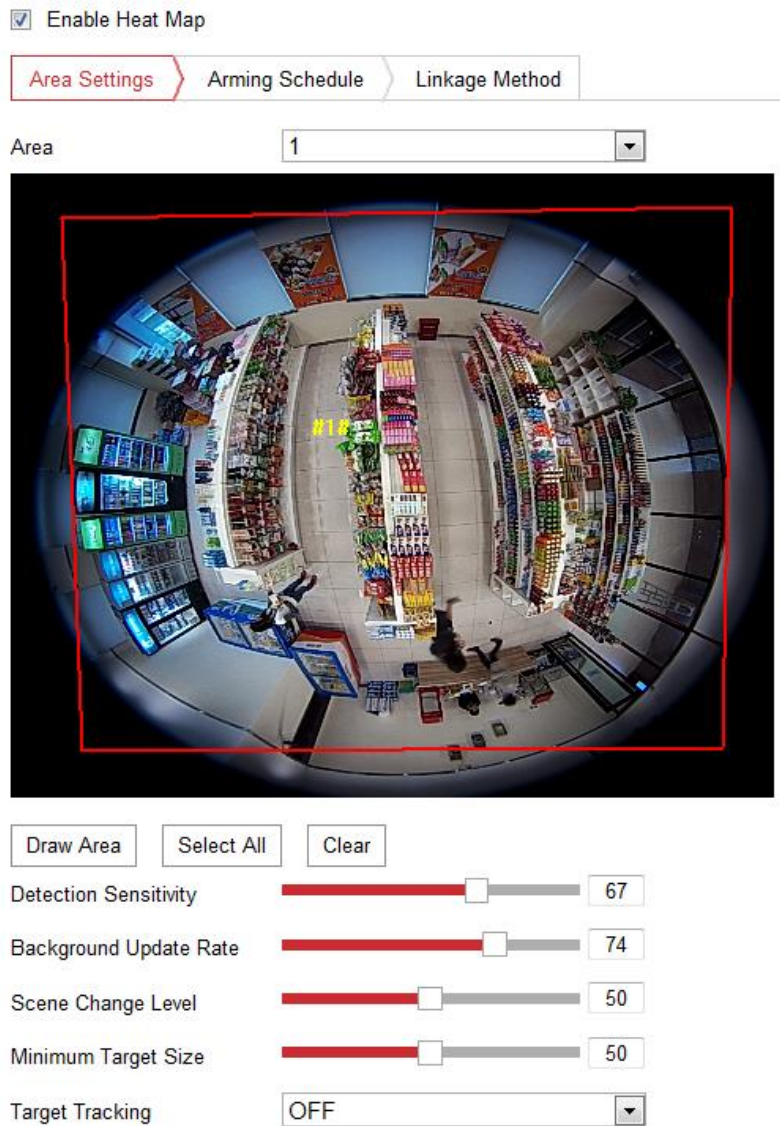 Enable Heat Map
Area Settings Arming Schedule Linkage Method
Area 1
#1#
Draw Area Select All Clear
Detection Sensitivity 67
Background Update Rate 74
Scene Change Level 50
Minimum Target Size 50
Target Tracking OFF